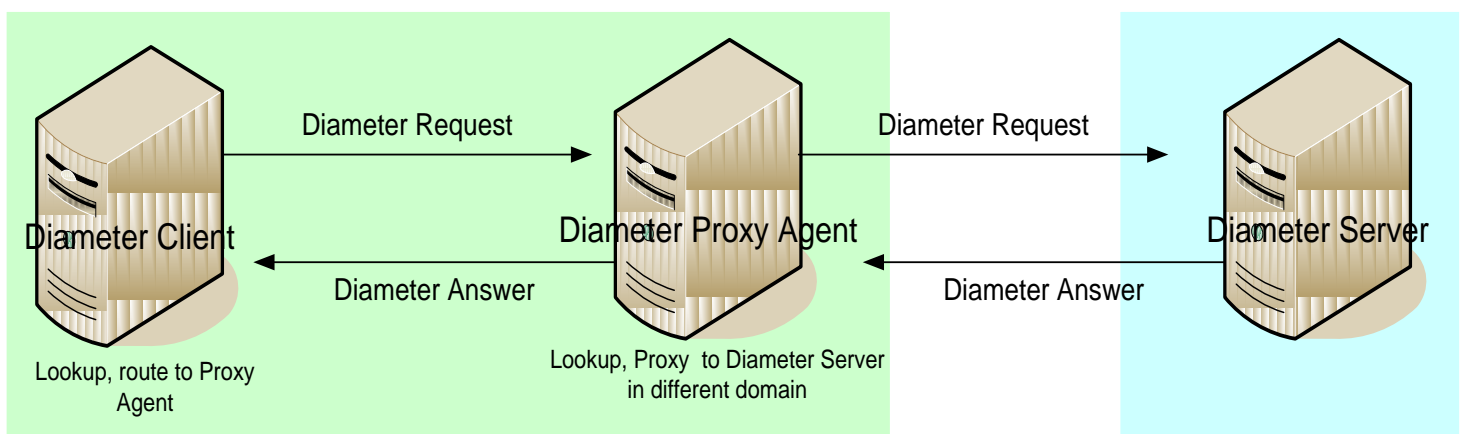 Diameter Request
Diameter Request
Diameter Client
Diameter Proxy Agent
Diameter Server
Diameter Answer
Diameter Answer
Lookup, route to Proxy
Agent
Lookup, Proxy to Diameter Server
in different domain